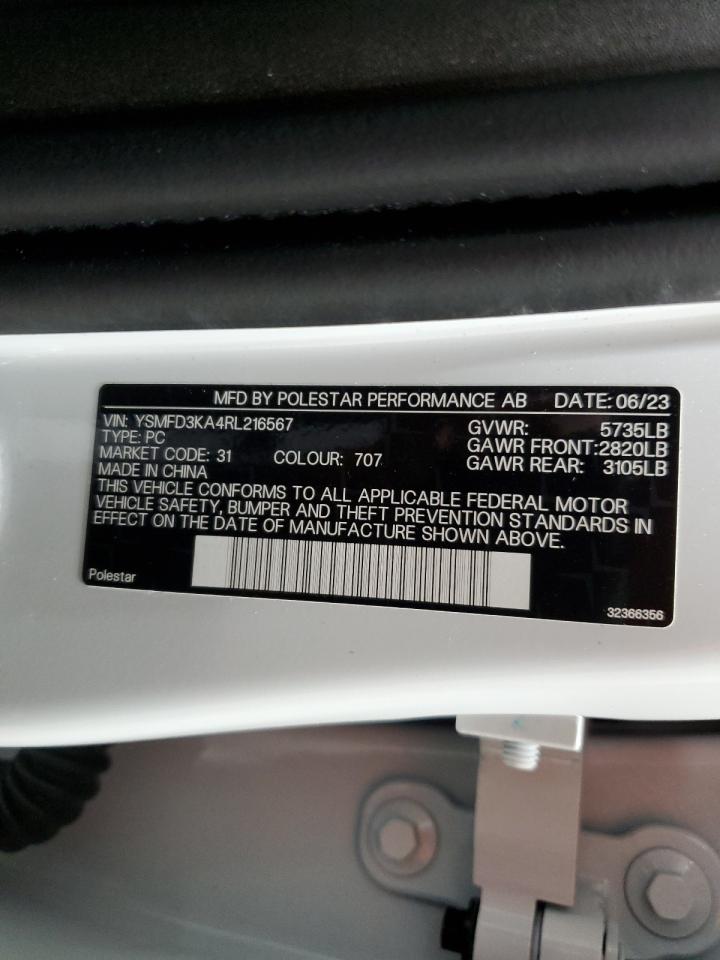 MFD BY POLESTAR PERFORMANCE AB DATE: 06/23
VIN: YSMFD3KA4RL216567 GVWR: 5735LB
TYPE: PC GAWR FRONT:2820LB
MARKET CODE: 31 COLOUR: 707 GAWR REAR: 3105LB
MADE IN CHINA
THIS VEHICLE CONFORMS TO ALL APPLICABLE FEDERAL MOTOR
VEHICLE SAFETY, BUMPER AND THEFT PREVENTION STANDARDS IN
EFFECT ON THE DATE OF MANUFACTURE SHOWN ABOVE.
Polestar 32366356